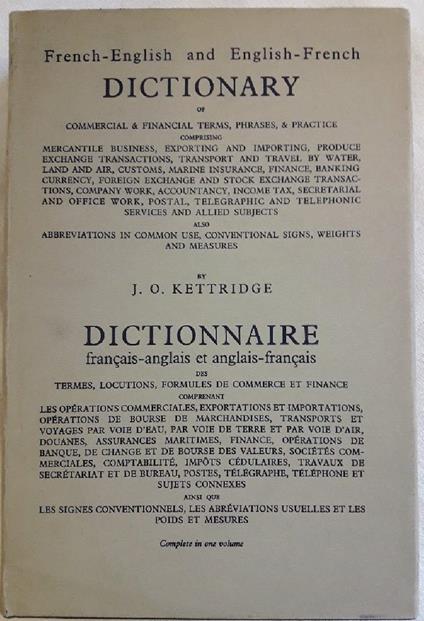 French-English and English-French
DICTIONARY
OF
COMMERCIAL & FINANCIAL TERMS, PHRASES, & PRACTICE
COMPRISING
MERCANTILE BUSINESS, EXPORTING AND IMPORTING, PRODUCE
EXCHANGE TRANSACTIONS, TRANSPORT AND TRAVEL BY WATER,
LAND AND AIR, CUSTOMS, MARINE INSURANCE, FINANCE, BANKING
CURRENCY, FOREIGN EXCHANGE AND STOCK EXCHANGE TRANSAC-
TIONS, COMPANY WORK, ACCOUNTANCY, INCOME TAX, SECRETARIAL
AND OFFICE WORK, POSTAL, TELEGRAPHIC AND TELEPHONIC
SERVICES AND ALLIED SUBJECTS
ALSO
ABBREVIATIONS IN COMMON USE, CONVENTIONAL SIGNS, WEIGHTS
AND MEASURES
BY
J. O. KETTRIDGE
DICTIONNAIRE
français-anglais et anglais-français
DES
TERMES, LOCUTIONS, FORMULES DE COMMERCE ET FINANCE
COMPRENANT
LES OPÉRATIONS COMMERCIALES, EXPORTATIONS ET IMPORTATIONS,
OPÉRATIONS DE BOURSE DE MARCHANDISES, TRANSPORTS ET
VOYAGES PAR VOIE D'EAU, PAR VOIE DE TERRE ET PAR VOIE D'AIR,
DOUANES, ASSURANCES MARITIMES, FINANCE, OPÉRATIONS DE
BANQUE, DE CHANGE ET DE BOURSE DES VALEURS, SOCIÉTÉS COM-
MERCIALES, COMPTABILITÉ, IMPÔTS CÉDULAIRES, TRAVAUX DE
SECRÉTARIAT ET DE BUREAU, POSTES, TÉLÉGRAPHE, TÉLÉPHONE ET
SUJETS CONNEXES
AINSI QUE
LES SIGNES CONVENTIONNELS, LES ABRÉVIATIONS USUELLES ET LES
POIDS ET MESURES
Complete in one volume